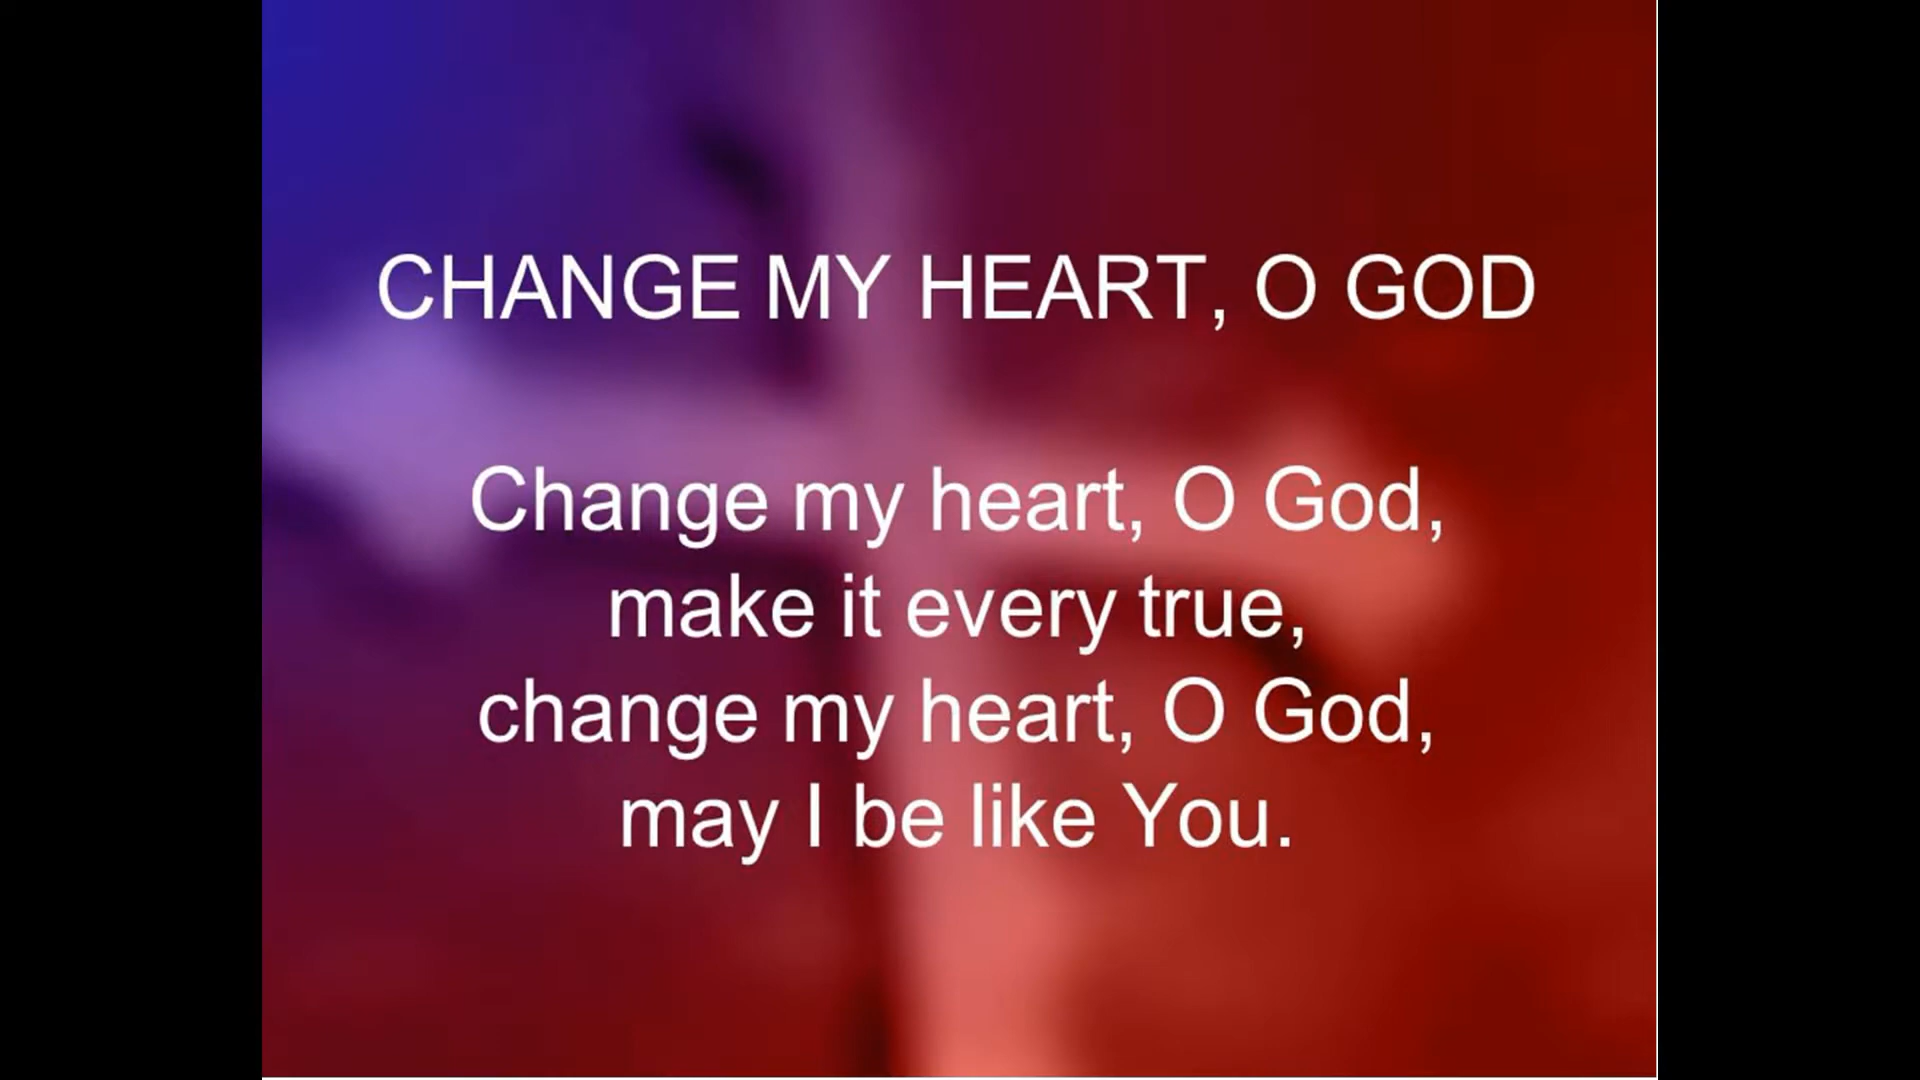 CHANGE MY HEART, O GOD
Change my heart, O God,
make it every true,
change my heart, O God,
may I be like You.